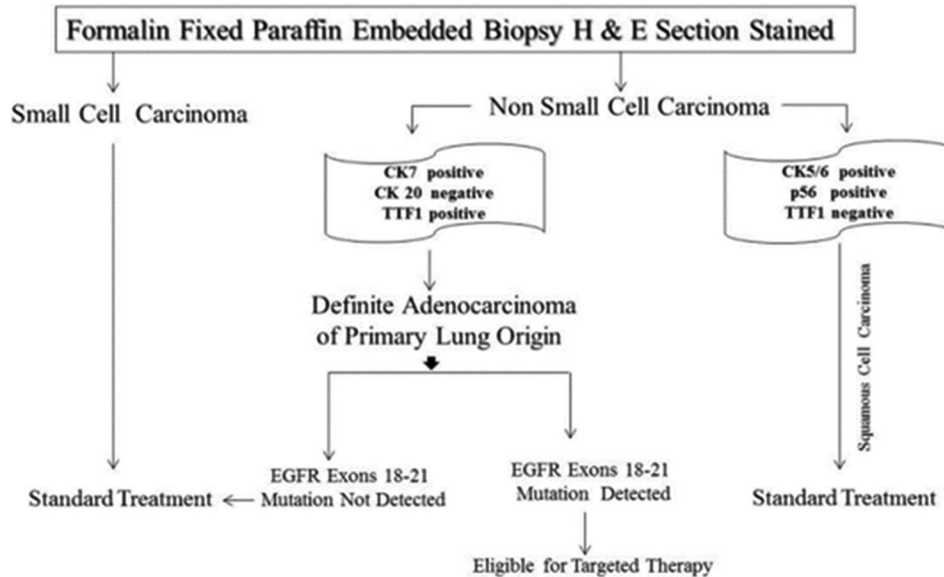 Formalin Fixed Paraffin Embedded Biopsy H & E Section Stained
Small Cell Carcinoma
Non Small Cell Carcinoma
CK7 positive
CK 20 negative
TTF1 positive
CK5/6 positive
p56 positive
TTF1 negative
Definite Adenocarcinoma
of Primary Lung Origin
Squamous Cell Carcinoma
EGFR Exons 18-21
Mutation Not Detected
EGFR Exons 18-21
Mutation Detected
Standard Treatment
Standard Treatment
Eligible for Targeted Therapy